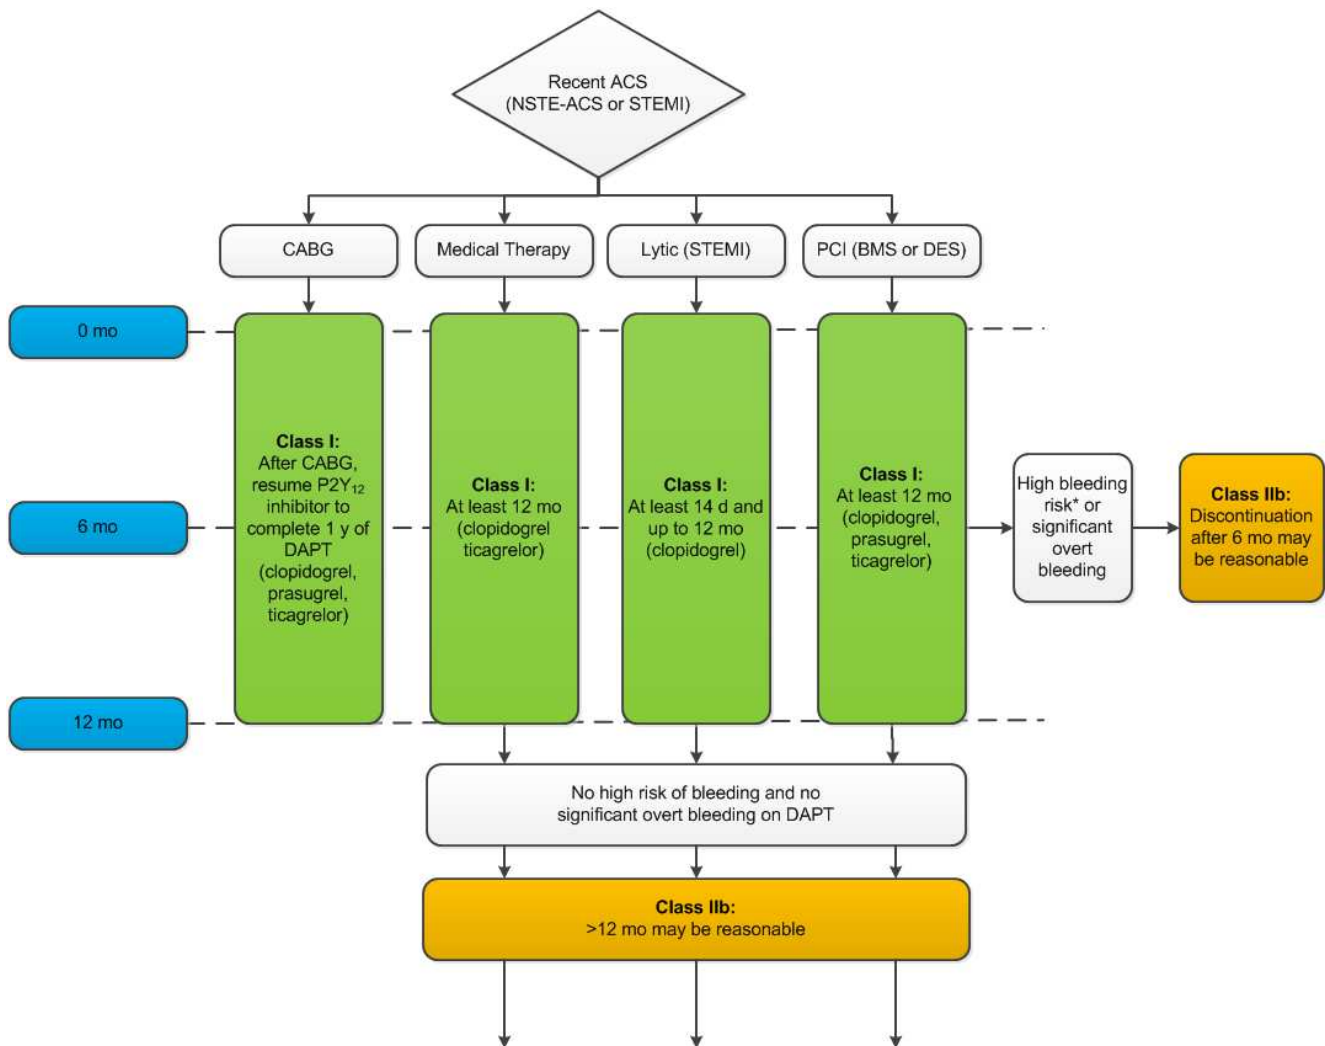 Recent ACS
(NSTE-ACS or STEMI)
CABG
Medical Therapy
Lytic (STEMI)
PCI (BMS or DES)
0 mo
6 mo
12 mo
Class I:
After CABG,
resume P2Y₁₂
inhibitor to
complete 1 y of
DAPT
(clopidogrel,
prasugrel,
ticagrelor)
Class I:
At least 12 mo
(clopidogrel
ticagrelor)
Class I:
At least 14 d and
up to 12 mo
(clopidogrel)
Class I:
At least 12 mo
(clopidogrel,
prasugrel,
ticagrelor)
High bleeding
risk* or
significant
overt
bleeding
Class IIb:
Discontinuation
after 6 mo may
be reasonable
No high risk of bleeding and no
significant overt bleeding on DAPT
Class IIb:
>12 mo may be reasonable